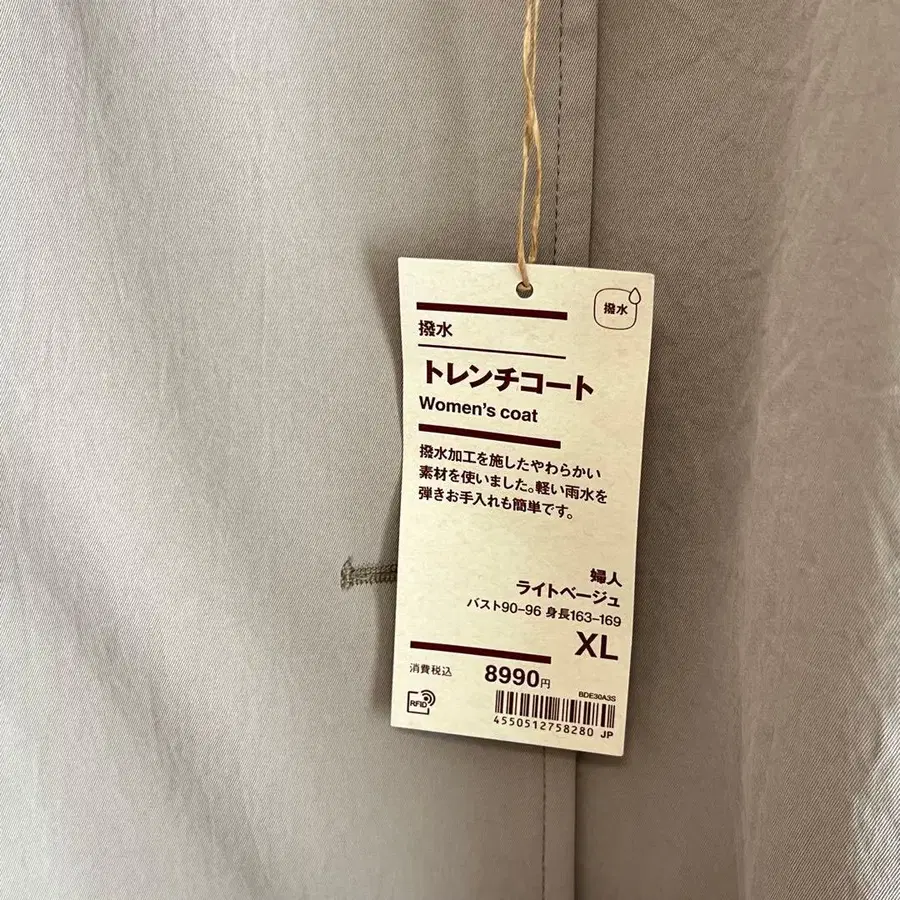 撥水
撥水
トレンチコート
Women's coat
撥水加工を施したやわらかい
素材を使いました。軽い雨水を
弾きお手入れも簡単です。
婦人
ライトベージュ
バスト90–96 身長163–169
XL
消費税込 8990円
BDE30A3S
RFID
4550512758280 JP